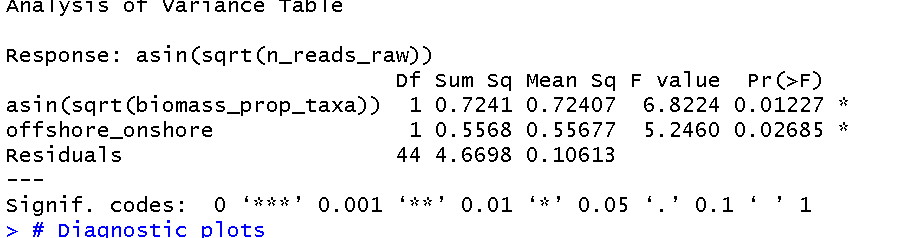 Analysis of Variance Table
Response: asin(sqrt(n_reads_raw))
Df Sum Sq Mean Sq F value Pr(>F)
asin(sqrt(biomass_prop_taxa)) 1 0.7241 0.72407 6.8224 0.01227 *
offshore_onshore 1 0.5568 0.55677 5.2460 0.02685 *
Residuals 44 4.6698 0.10613
---
Signif. codes: 0 ‘***’ 0.001 ‘**’ 0.01 ‘*’ 0.05 ‘.’ 0.1 ‘ ’ 1
> # Diagnostic plots